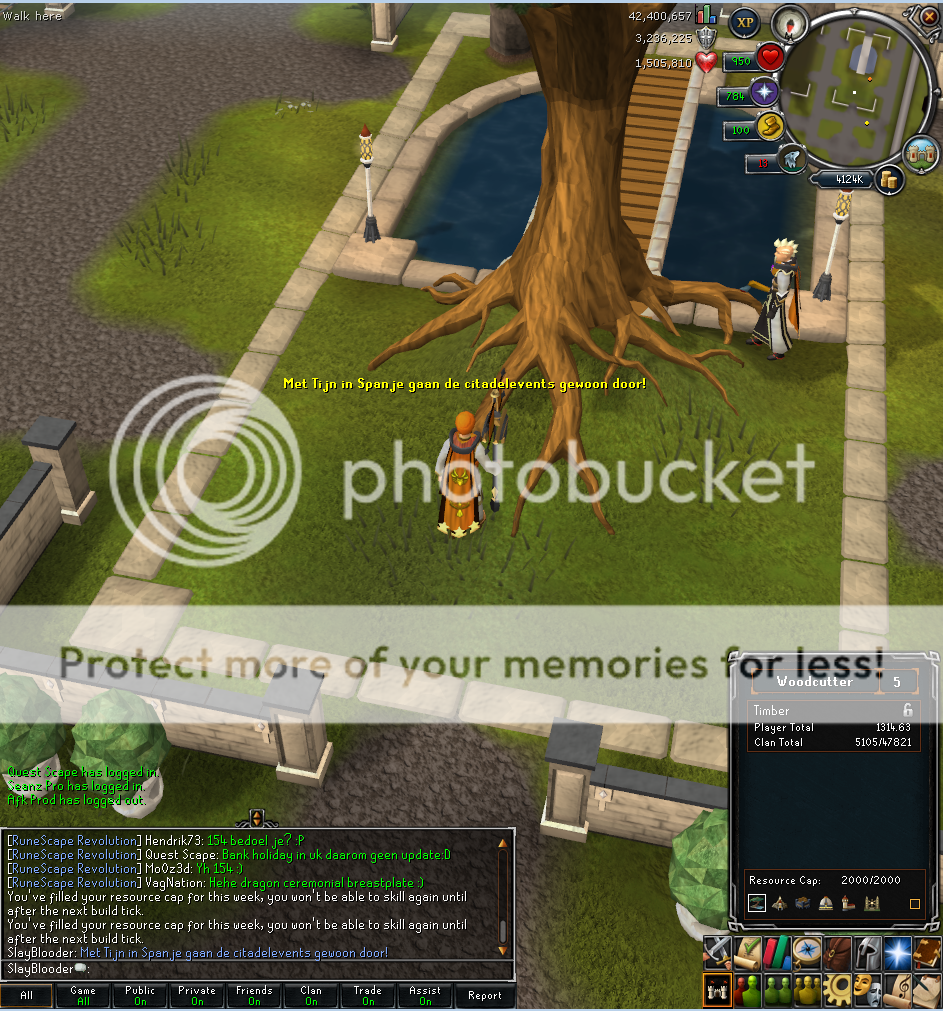 Walk here
42,400,657
XP
3,236,225
1,505,810
950
784
100
13
4124K
Met Tijn in Spanje gaan de citadelevents gewoon door!
photobucket
Protect more of your memories for less!
Woodcutter 5
Timber
Player Total 1314.63
Clan Total 5105/47821
Resource Cap: 2000/2000
Quest Scape has logged in.
Seanz Pro has logged in.
Afk Prod has logged out.
[RuneScape Revolution] Hendrik73: 154 bedoel je? :P
[RuneScape Revolution] Quest Scape: Bank holiday in uk daarom geen update:D
[RuneScape Revolution] Mo0z3d: Yh 154 :)
[RuneScape Revolution] VagNation: Hehe dragon ceremonial breastplate :)
You've filled your resource cap for this week, you won't be able to skill again until
after the next build tick.
You've filled your resource cap for this week, you won't be able to skill again until
after the next build tick.
SlayBlooder: Met Tijn in Spanje gaan de citadelevents gewoon door!
SlayBlooder:
All Game Public Private Friends Clan Trade Assist Report
All On On On On On On